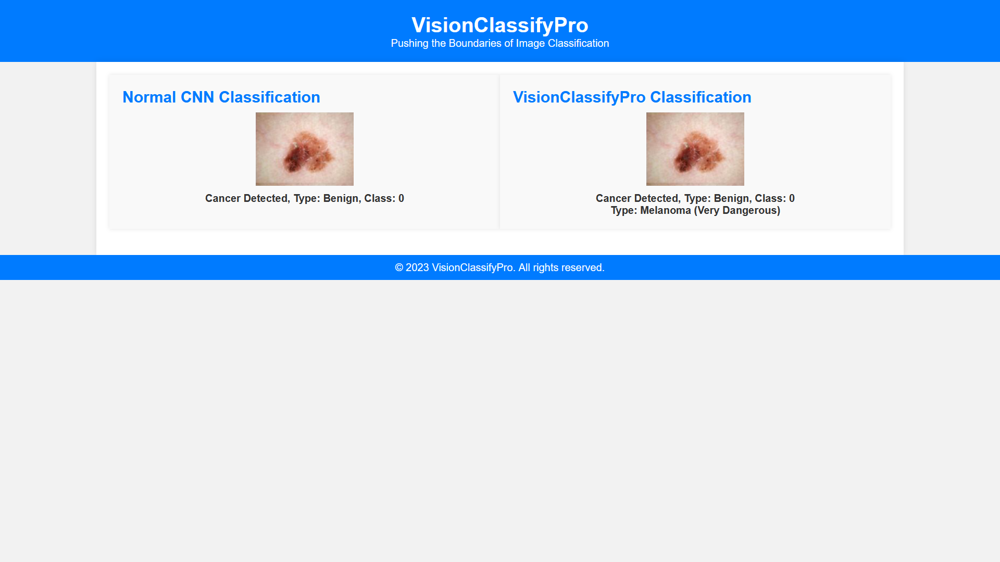 VisionClassifyPro
Pushing the Boundaries of Image Classification
Normal CNN Classification
Cancer Detected, Type: Benign, Class: 0
VisionClassifyPro Classification
Cancer Detected, Type: Benign, Class: 0
Type: Melanoma (Very Dangerous)
© 2023 VisionClassifyPro. All rights reserved.